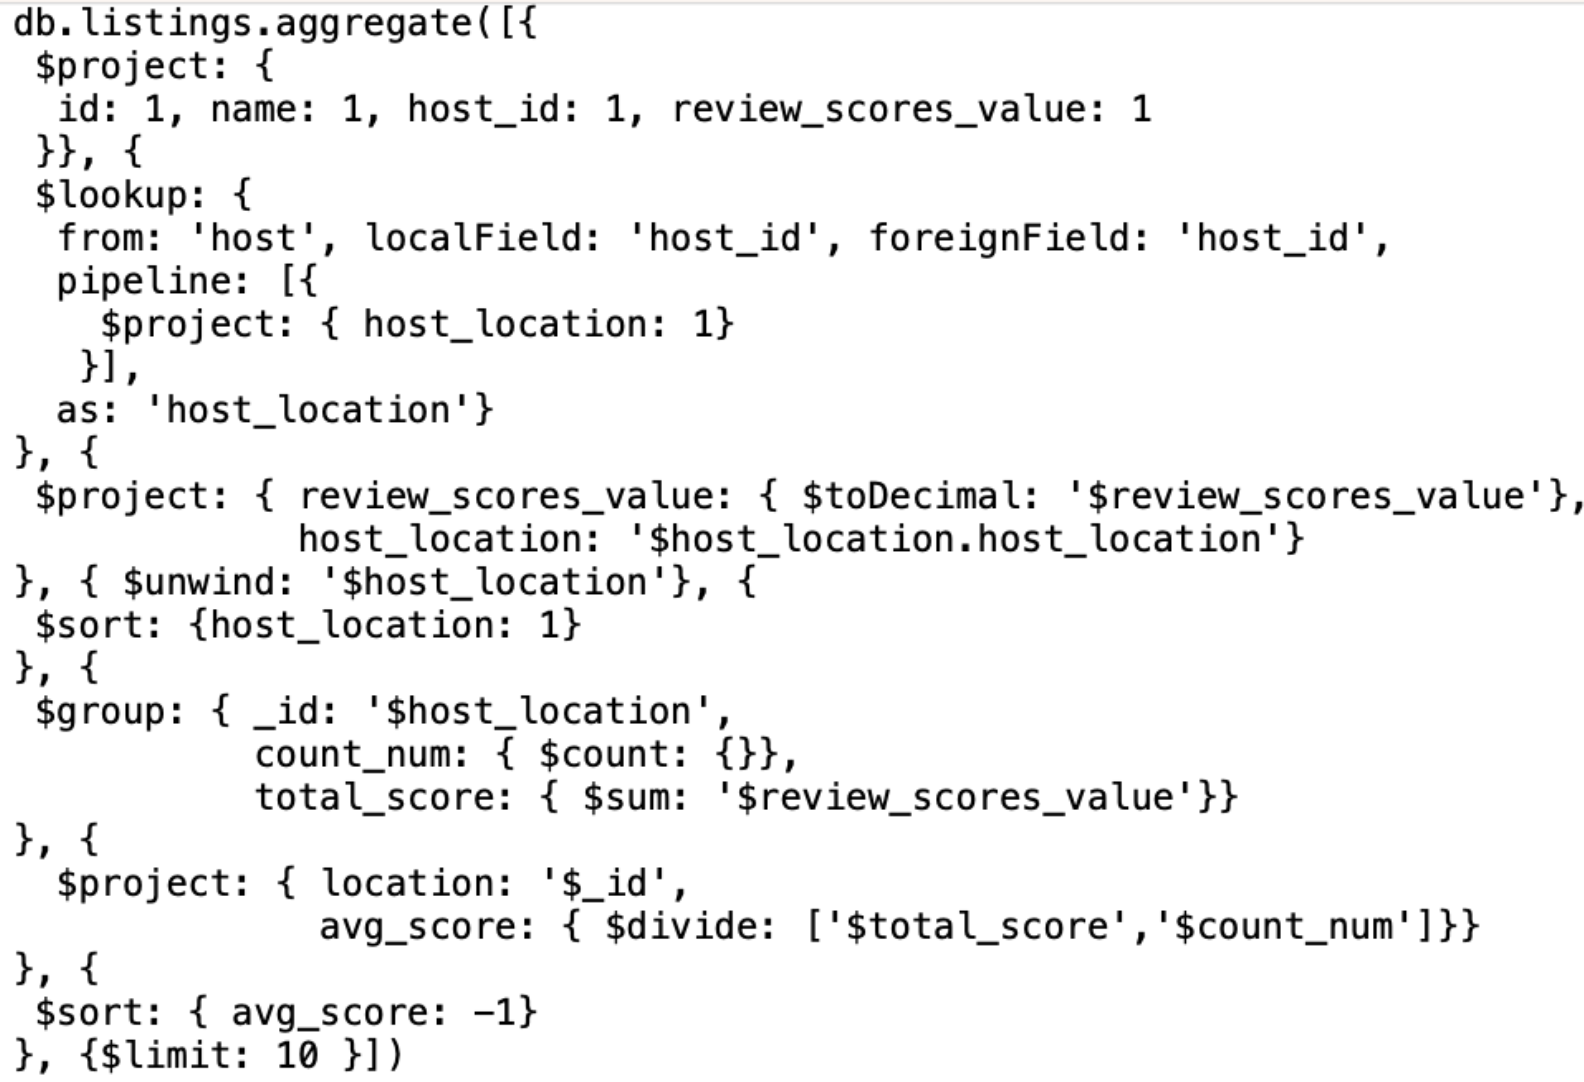 db.listings.aggregate([{
 $project: {
  id: 1, name: 1, host_id: 1, review_scores_value: 1
 }}, {
 $lookup: {
  from: 'host', localField: 'host_id', foreignField: 'host_id',
  pipeline: [{
    $project: { host_location: 1}
   }],
  as: 'host_location'}
}, {
 $project: { review_scores_value: { $toDecimal: '$review_scores_value'},
             host_location: '$host_location.host_location'}
}, { $unwind: '$host_location'}, {
 $sort: {host_location: 1}
}, {
 $group: { _id: '$host_location',
           count_num: { $count: {}},
           total_score: { $sum: '$review_scores_value'}}
}, {
  $project: { location: '$_id',
              avg_score: { $divide: ['$total_score','$count_num']}}
}, {
 $sort: { avg_score: -1}
}, {$limit: 10 }])